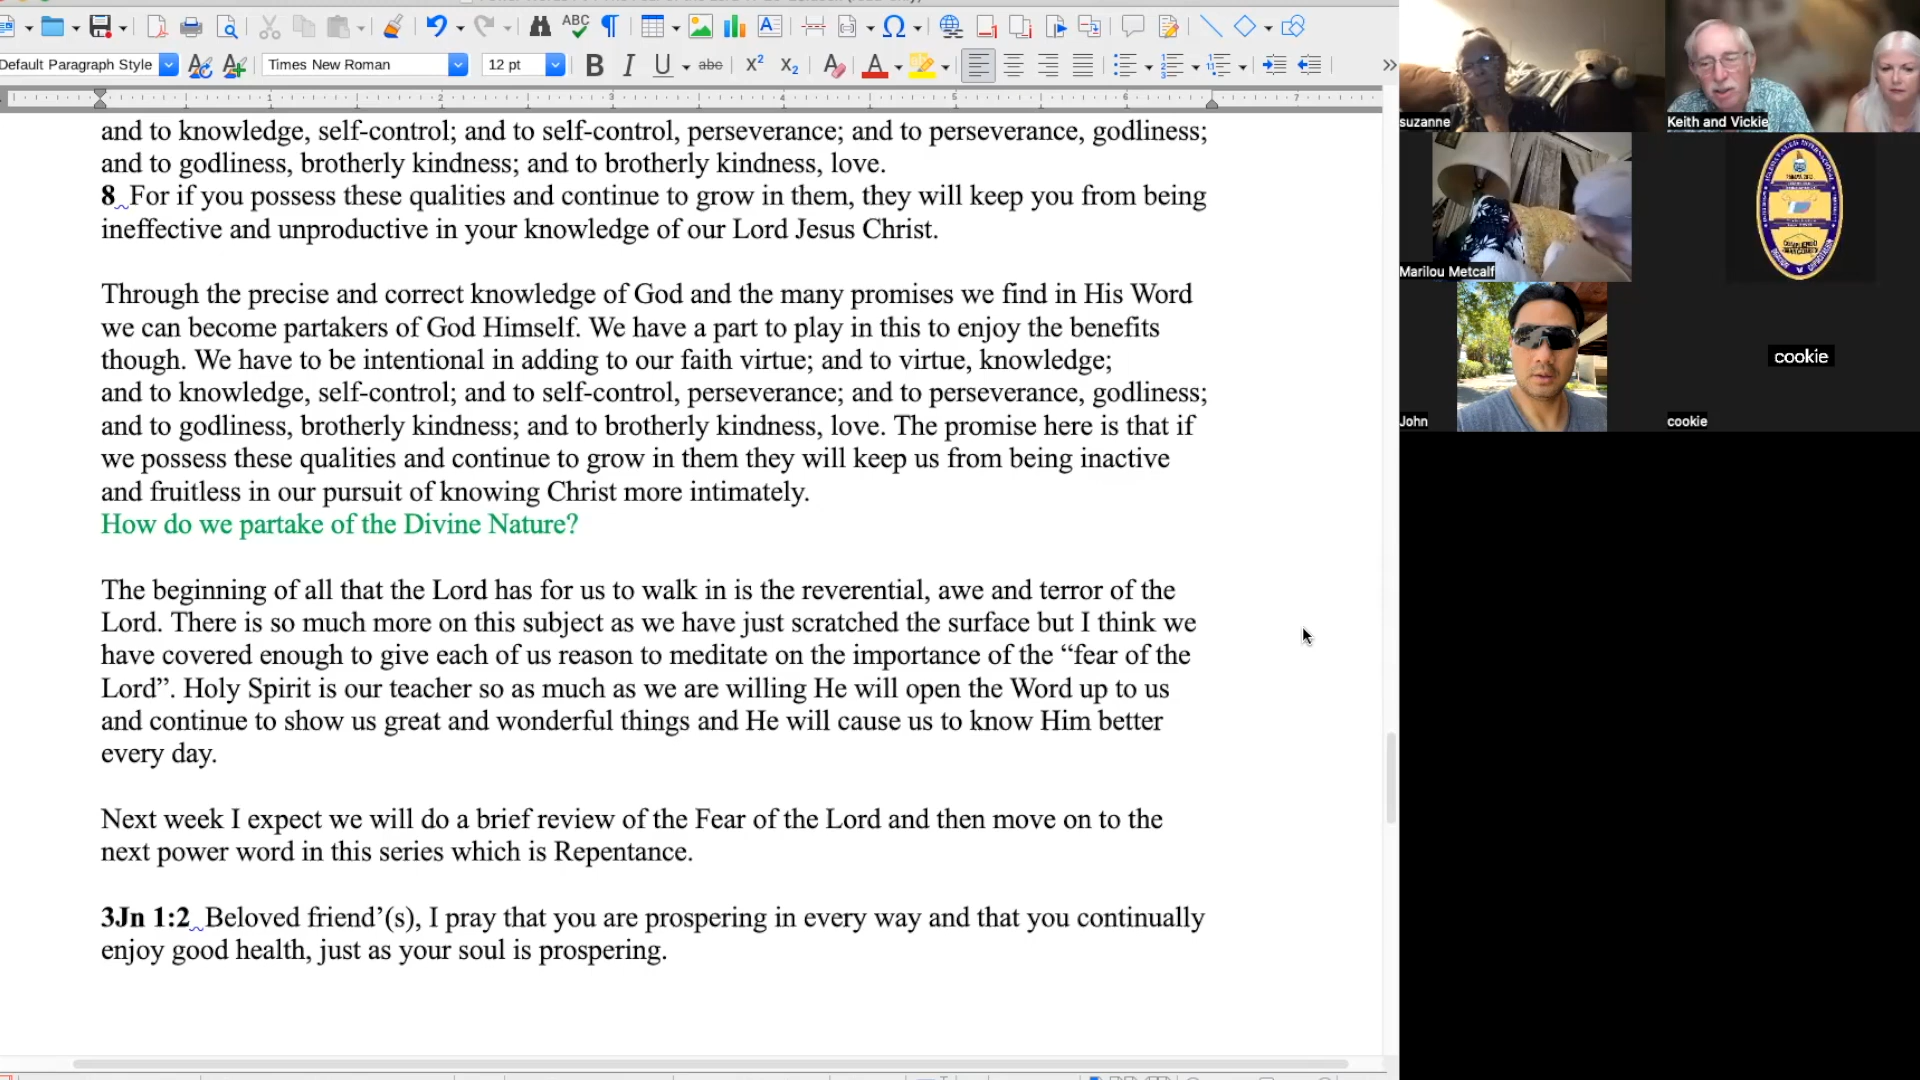 Default Paragraph Style
Times New Roman
12 pt
and to knowledge, self-control; and to self-control, perseverance; and to perseverance, godliness;
and to godliness, brotherly kindness; and to brotherly kindness, love.
8 For if you possess these qualities and continue to grow in them, they will keep you from being
ineffective and unproductive in your knowledge of our Lord Jesus Christ.
Through the precise and correct knowledge of God and the many promises we find in His Word
we can become partakers of God Himself. We have a part to play in this to enjoy the benefits
though. We have to be intentional in adding to our faith virtue; and to virtue, knowledge;
and to knowledge, self-control; and to self-control, perseverance; and to perseverance, godliness;
and to godliness, brotherly kindness; and to brotherly kindness, love. The promise here is that if
we possess these qualities and continue to grow in them they will keep us from being inactive
and fruitless in our pursuit of knowing Christ more intimately.
How do we partake of the Divine Nature?
The beginning of all that the Lord has for us to walk in is the reverential, awe and terror of the
Lord. There is so much more on this subject as we have just scratched the surface but I think we
have covered enough to give each of us reason to meditate on the importance of the “fear of the
Lord”. Holy Spirit is our teacher so as much as we are willing He will open the Word up to us
and continue to show us great and wonderful things and He will cause us to know Him better
every day.
Next week I expect we will do a brief review of the Fear of the Lord and then move on to the
next power word in this series which is Repentance.
3Jn 1:2 Beloved friend’(s), I pray that you are prospering in every way and that you continually
enjoy good health, just as your soul is prospering.
suzanne
Keith and Vickie
Marilou Metcalf
John
cookie
cookie